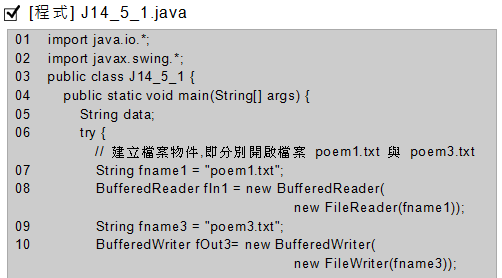 [程式] J14_5_1.java
01 import java.io.*;
02 import javax.swing.*;
03 public class J14_5_1 {
04 public static void main(String[] args) {
05 String data;
06 try {
// 建立檔案物件,即分別開啟檔案 poem1.txt 與 poem3.txt
07 String fname1 = "poem1.txt";
08 BufferedReader fIn1 = new BufferedReader(
new FileReader(fname1));
09 String fname3 = "poem3.txt";
10 BufferedWriter fOut3= new BufferedWriter(
new FileWriter(fname3));